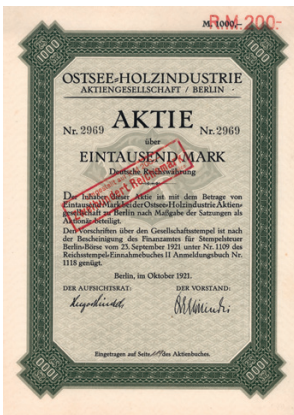 M. 1000,- R.M. 200.-
1000 1000
OSTSEE=HOLZINDUSTRIE
AKTIENGESELLSCHAFT / BERLIN
AKTIE
Nr. 2969 Nr. 2969
über
EINTAUSEND MARK
Deutsche Reichswährung
Zweihundert Reichsmark
Der Inhaber dieser Aktie ist mit dem Betrage von
Eintausend Mark bei der Ostsee=Holzindustrie Aktien=
gesellschaft zu Berlin nach Maßgabe der Satzungen als
Aktionär beteiligt.
Den Vorschriften über den Gesellschaftsstempel ist nach
der Bescheinigung des Finanzamtes für Stempelsteuer
Berlin=Börse vom 23. September 1921 unter Nr. 1109 des
Reichsstempel=Einnahmebuches II Anmeldungsbuch Nr.
1118 genügt.
Berlin, im Oktober 1921.
DER AUFSICHTSRAT: DER VORSTAND:
Eingetragen auf Seite des Aktienbuches.
1000 1000